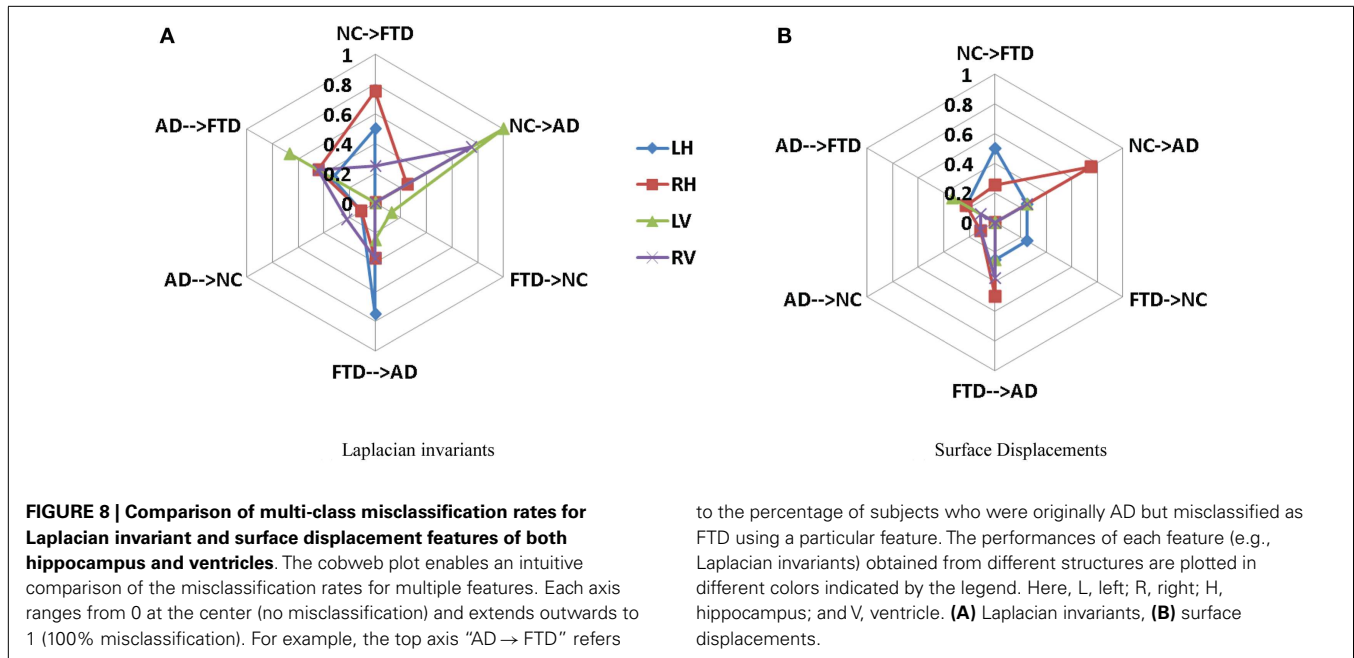 A
NC->FTD
1
0.8
0.6
0.4
0.2
0
NC->AD
FTD->NC
FTD-->AD
AD-->NC
AD-->FTD
Laplacian invariants
LH
RH
LV
RV
B
NC->FTD
1
0.8
0.6
0.4
0.2
0
NC->AD
FTD->NC
FTD-->AD
AD-->NC
AD-->FTD
Surface Displacements
FIGURE 8 | Comparison of multi-class misclassification rates for
Laplacian invariant and surface displacement features of both
hippocampus and ventricles. The cobweb plot enables an intuitive
comparison of the misclassification rates for multiple features. Each axis
ranges from 0 at the center (no misclassification) and extends outwards to
1 (100% misclassification). For example, the top axis “AD → FTD” refers
to the percentage of subjects who were originally AD but misclassified as
FTD using a particular feature. The performances of each feature (e.g.,
Laplacian invariants) obtained from different structures are plotted in
different colors indicated by the legend. Here, L, left; R, right; H,
hippocampus; and V, ventricle. (A) Laplacian invariants, (B) surface
displacements.